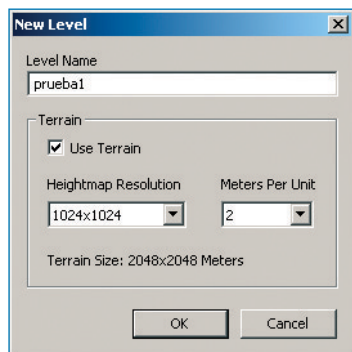 New Level
Level Name
prueba1
Terrain
Use Terrain
Heightmap Resolution Meters Per Unit
1024x1024 2
Terrain Size: 2048x2048 Meters
OK Cancel